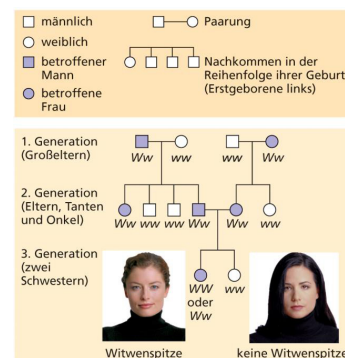 männlich
weiblich
betroffener
Mann
betroffene
Frau
Paarung
Nachkommen in der
Reihenfolge ihrer Geburt
(Erstgeborene links)
1. Generation
(Großeltern)
Ww ww ww Ww
2. Generation
(Eltern, Tanten
und Onkel)
Ww ww ww Ww Ww ww
3. Generation
(zwei
Schwestern)
WW
oder
Ww
ww
Witwenspitze
keine Witwenspitze